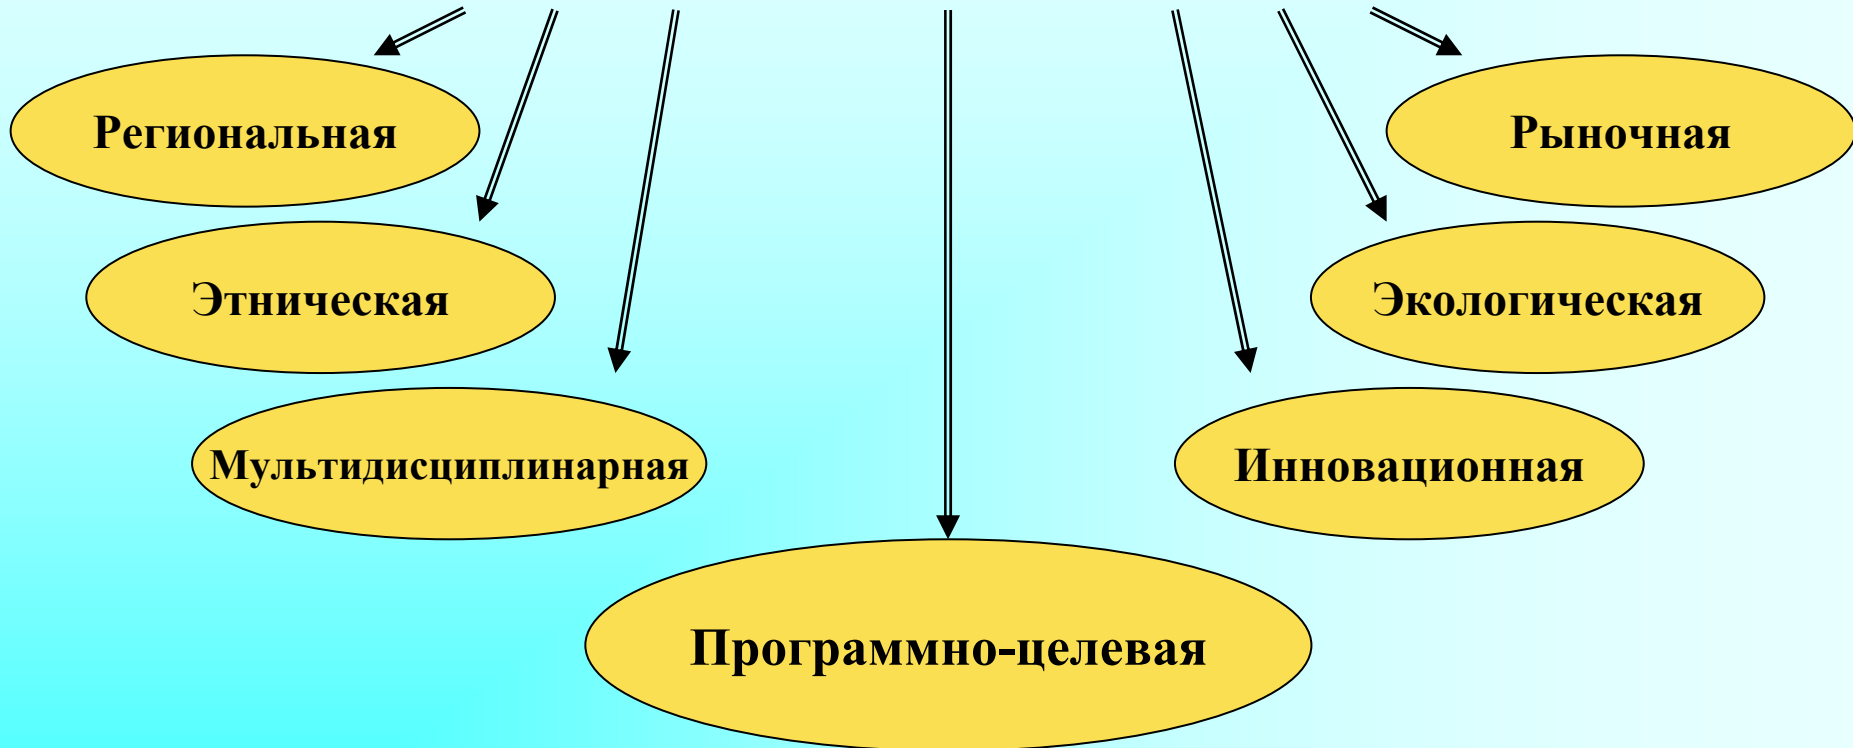 Региональная
Рыночная
Этническая
Экологическая
Мультидисциплинарная
Инновационная
Программно-целевая